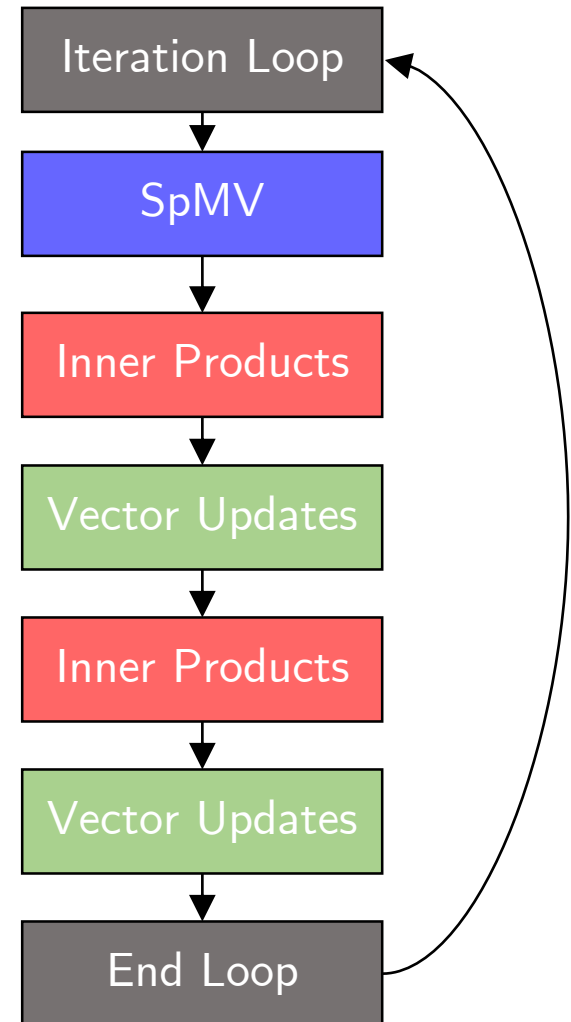 Iteration Loop
SpMV
Inner Products
Vector Updates
Inner Products
Vector Updates
End Loop